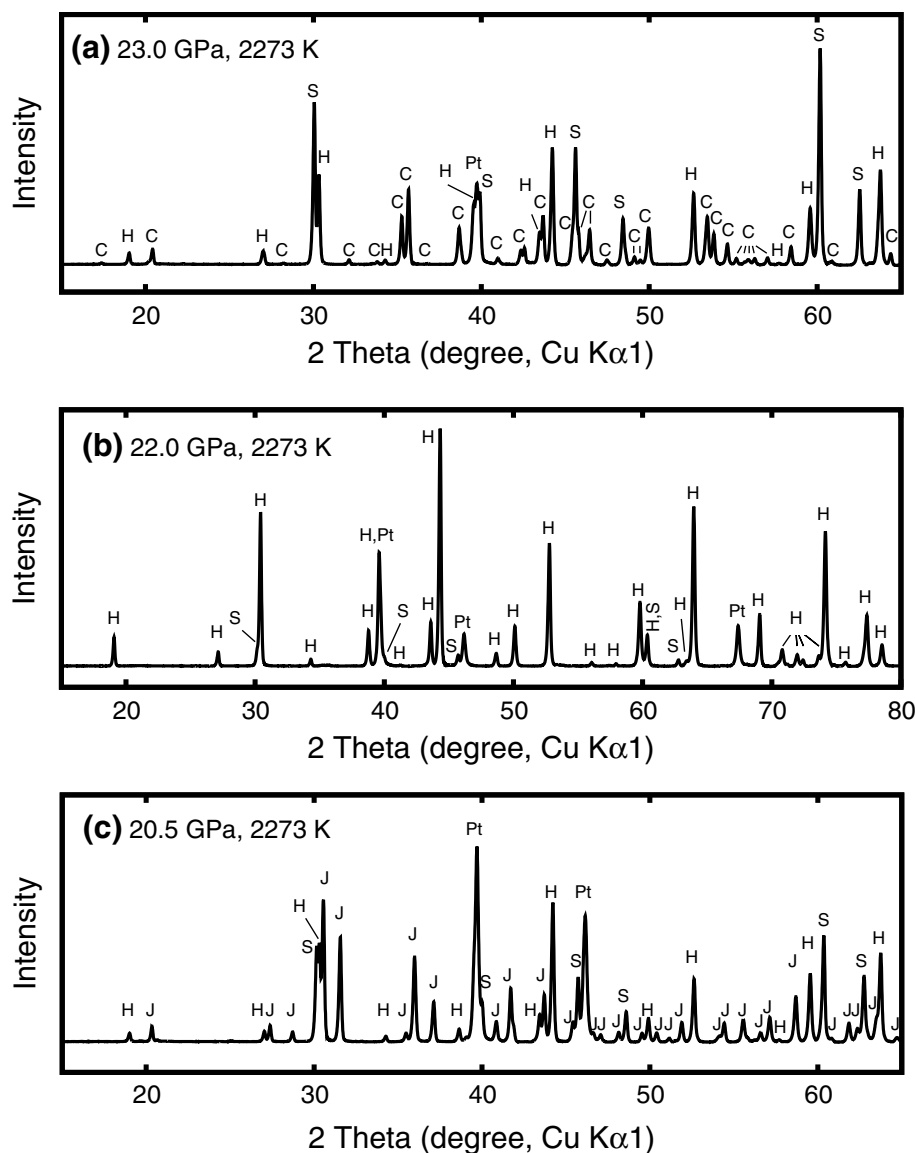 (a) 23.0 GPa, 2273 K
Intensity
S
S
H
H
S
H
H
Pt
S
H
H
C
C
H
C
S
C
C
C
C
H
C
H
C
C
C
H
C
C
C
C
C
C
C
C
C
C
H
C
C
C
20 30 40 50 60
2 Theta (degree, Cu Kα1)
(b) 22.0 GPa, 2273 K
Intensity
H
H
H
H
H,Pt
H
H
H
S
H
S
H
H
S
Pt
H
H
H
H
H
H,S
H
S
Pt
H
H
H
H
H
20 30 40 50 60 70 80
2 Theta (degree, Cu Kα1)
(c) 20.5 GPa, 2273 K
Intensity
Pt
J
H
S
J
H
Pt
S
H
H
J
H
J
J
J
H
J
J
J
H
S
J
J
H
J
J
S
J
S
H
J
J
J
J
J
J
J
H
J
J
S
J
J
20 30 40 50 60
2 Theta (degree, Cu Kα1)